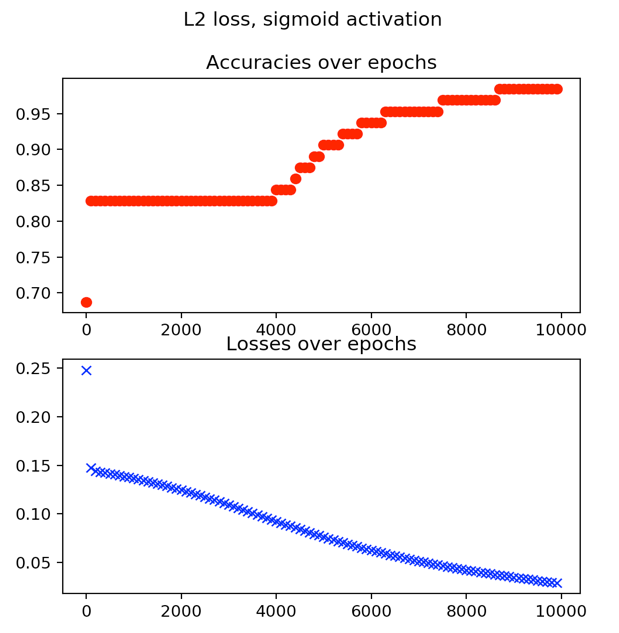 L2 loss, sigmoid activation
Accuracies over epochs
0.95
0.90
0.85
0.80
0.75
0.70
0 2000 4000 6000 8000 10000
Losses over epochs
0.25
0.20
0.15
0.10
0.05
0 2000 4000 6000 8000 10000